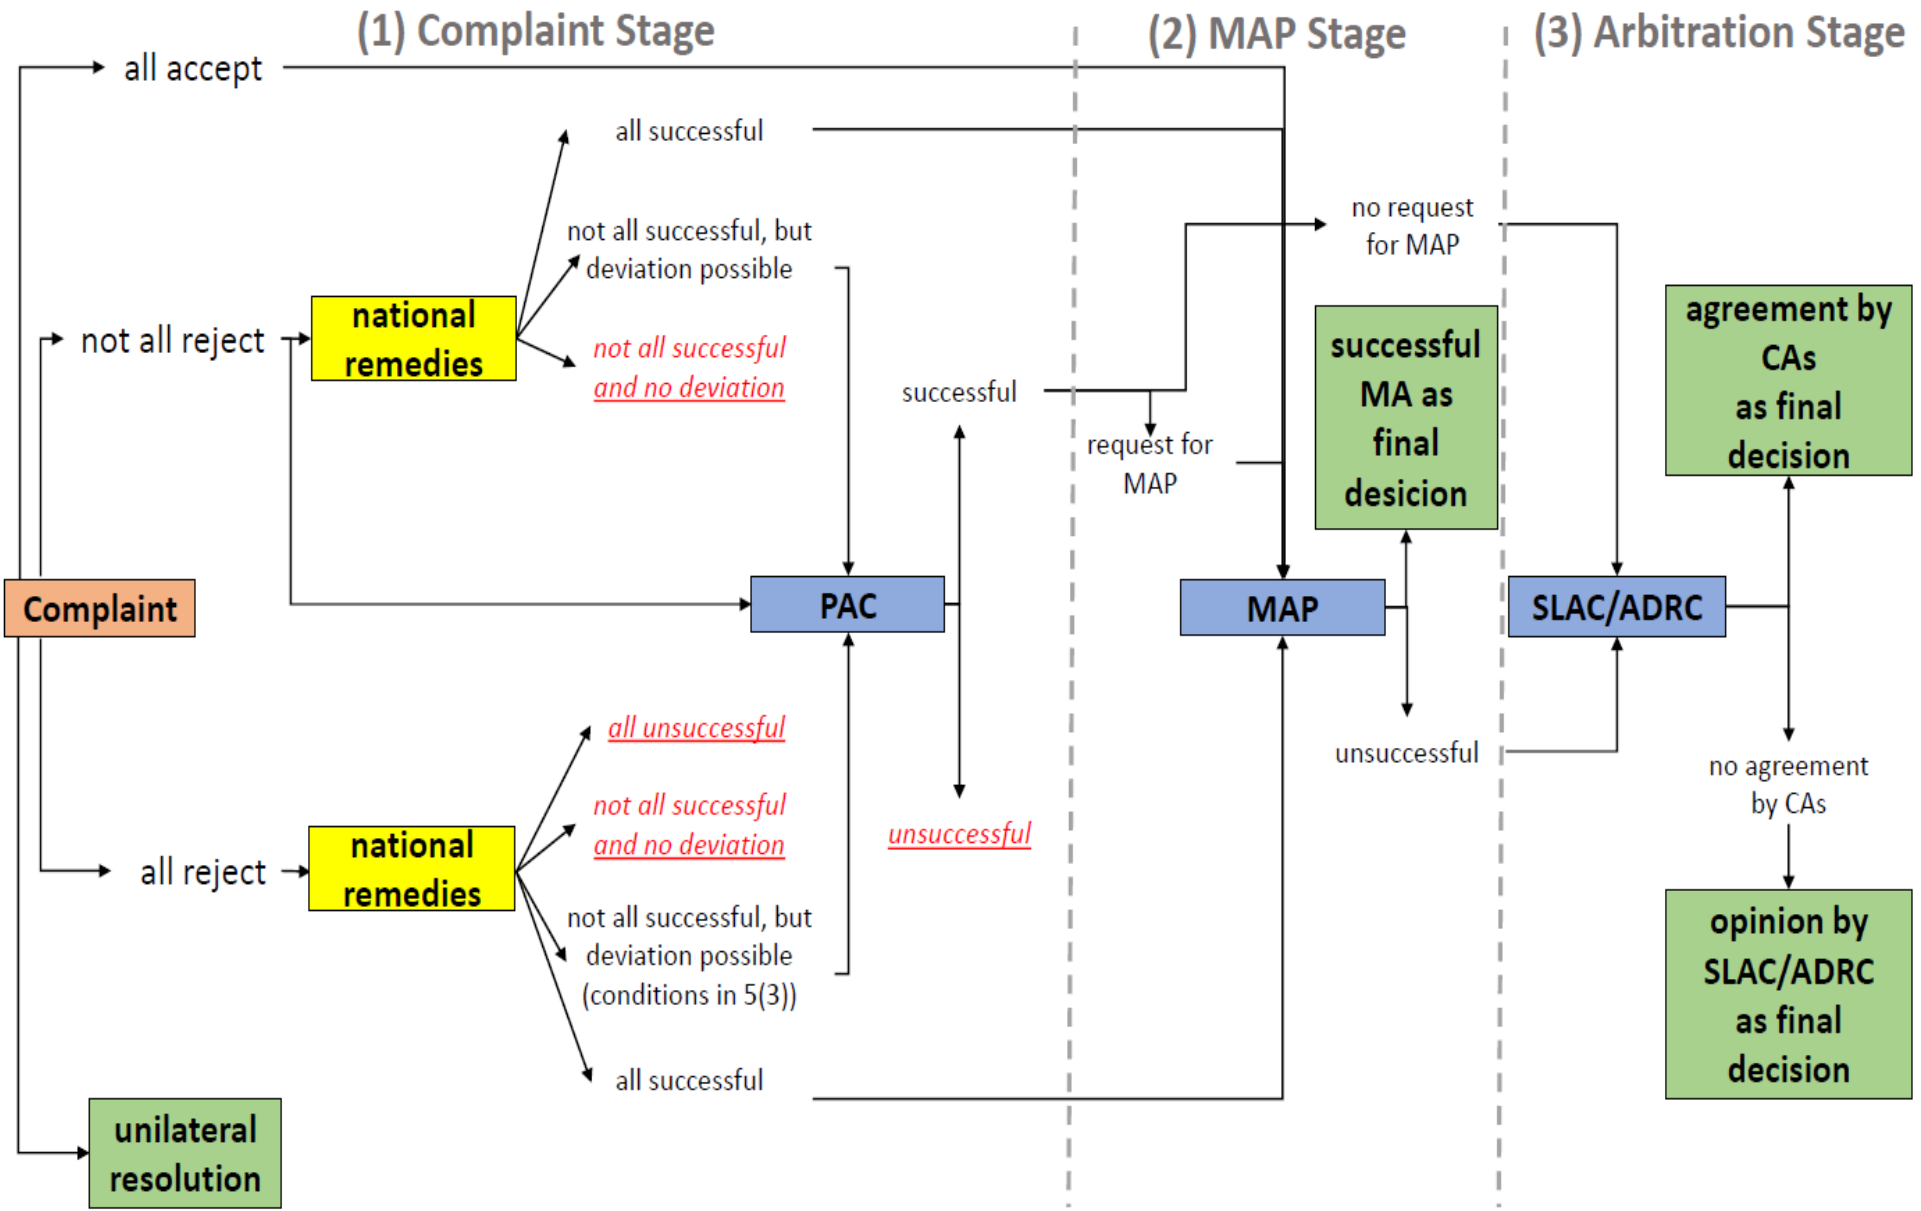 (1) Complaint Stage
(2) MAP Stage
(3) Arbitration Stage
all accept
all successful
not all successful, but
deviation possible
not all reject
national
remedies
not all successful
and no deviation
successful
request for
MAP
no request
for MAP
successful
MA as
final
desicion
agreement by
CAs
as final
decision
Complaint
PAC
MAP
SLAC/ADRC
all unsuccessful
not all successful
and no deviation
unsuccessful
unsuccessful
no agreement
by CAs
all reject
national
remedies
not all successful, but
deviation possible
(conditions in 5(3))
all successful
opinion by
SLAC/ADRC
as final
decision
unilateral
resolution